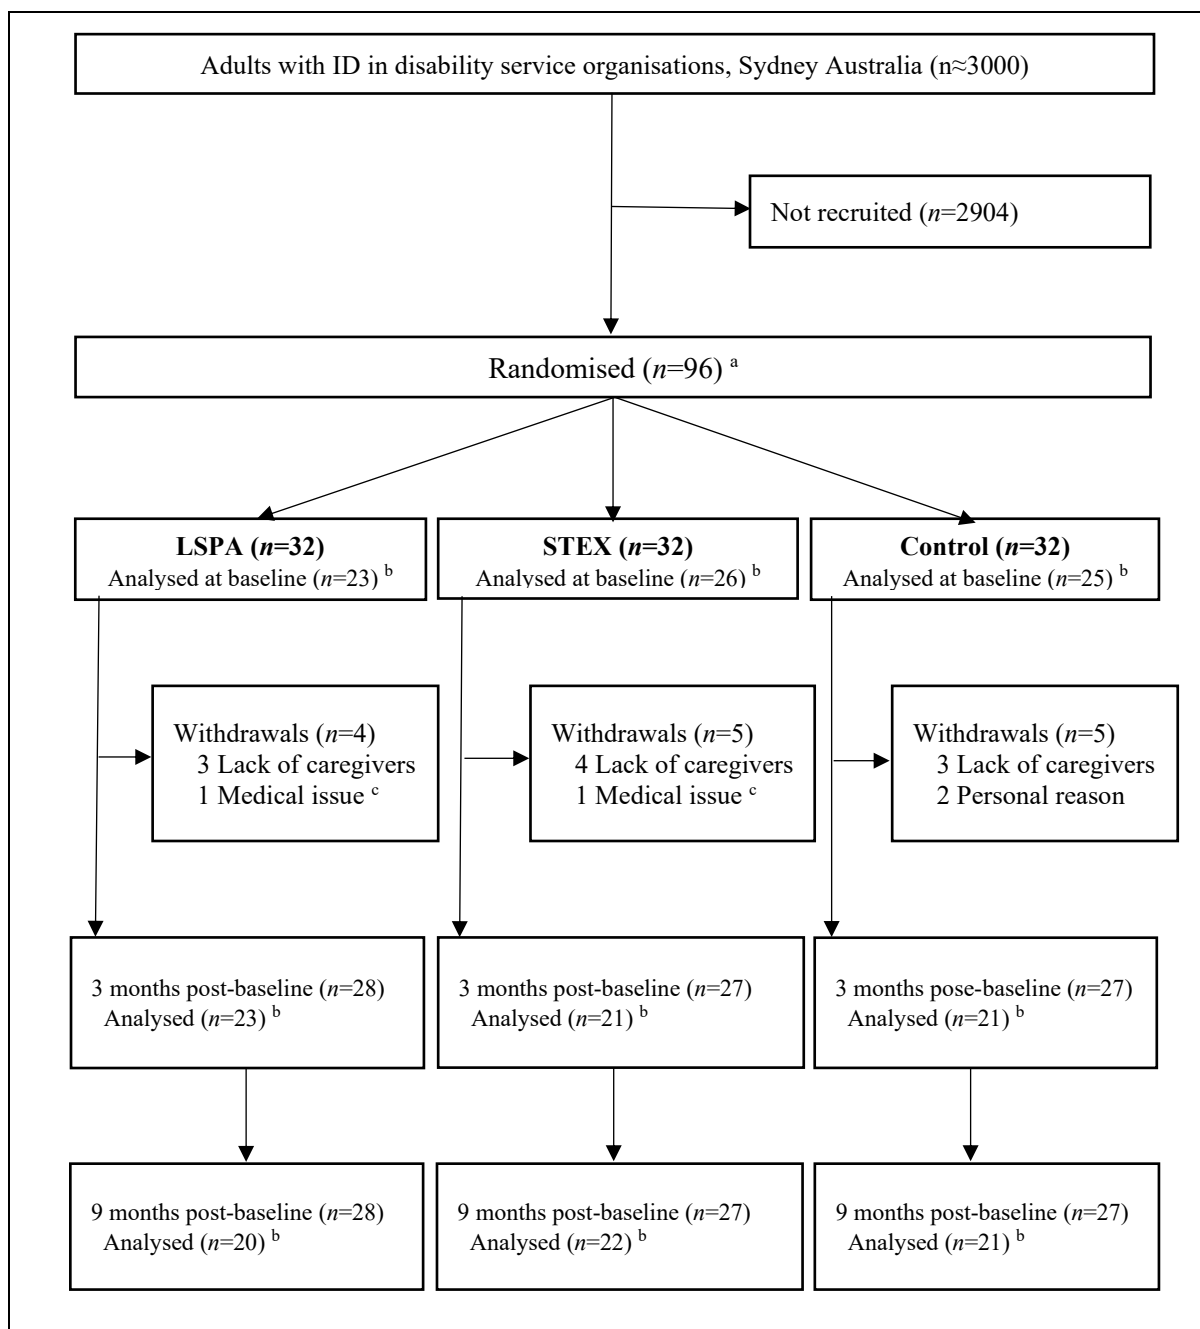 Adults with ID in disability service organisations, Sydney Australia (n≈3000)
Not recruited (n=2904)
Randomised (n=96) a
LSPA (n=32)
Analysed at baseline (n=23) b
STEX (n=32)
Analysed at baseline (n=26) b
Control (n=32)
Analysed at baseline (n=25) b
Withdrawals (n=4)
3 Lack of caregivers
1 Medical issue c
Withdrawals (n=5)
4 Lack of caregivers
1 Medical issue c
Withdrawals (n=5)
3 Lack of caregivers
2 Personal reason
3 months post-baseline (n=28)
Analysed (n=23) b
3 months post-baseline (n=27)
Analysed (n=21) b
3 months pose-baseline (n=27)
Analysed (n=21) b
9 months post-baseline (n=28)
Analysed (n=20) b
9 months post-baseline (n=27)
Analysed (n=22) b
9 months post-baseline (n=27)
Analysed (n=21) b